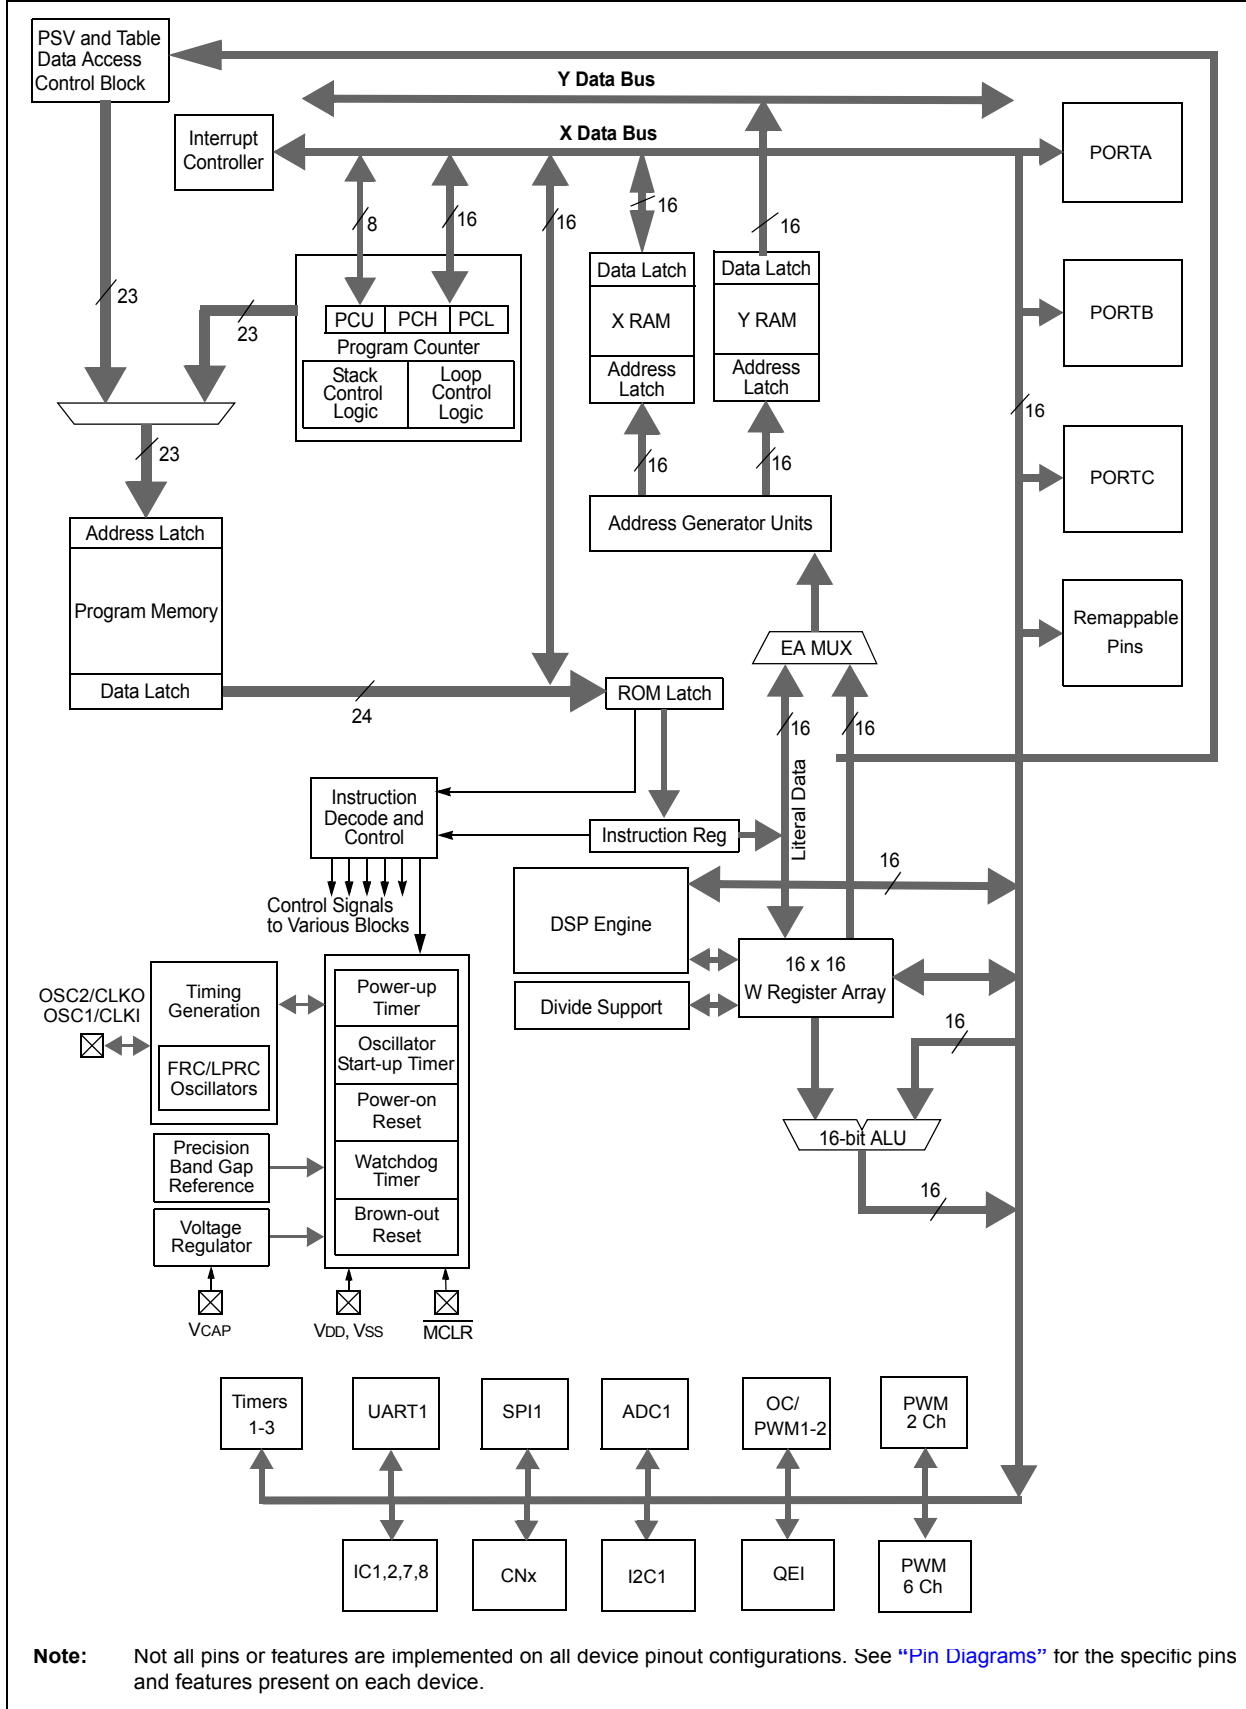 PSV and Table
Data Access
Control Block
Y Data Bus
Interrupt
Controller
X Data Bus
PORTA
8
16
16
16
16
Data Latch
Data Latch
23
23
PCU PCH PCL
X RAM
Y RAM
PORTB
Program Counter
Stack
Control
Logic
Loop
Control
Logic
Address
Latch
Address
Latch
16
23
16
16
PORTC
Address Latch
Address Generator Units
Program Memory
Remappable
Pins
EA MUX
Data Latch
ROM Latch
24
16
16
Literal Data
Instruction
Decode and
Control
Instruction Reg
16
Control Signals
to Various Blocks
DSP Engine
16 x 16
W Register Array
OSC2/CLKO
OSC1/CLKI
Timing
Generation
Power-up
Timer
Divide Support
16
FRC/LPRC
Oscillators
Oscillator
Start-up Timer
Power-on
Reset
16-bit ALU
Precision
Band Gap
Reference
Watchdog
Timer
16
Voltage
Regulator
Brown-out
Reset
VCAP
VDD, VSS
MCLR
Timers
1-3
UART1
SPI1
ADC1
OC/
PWM1-2
PWM
2 Ch
IC1,2,7,8
CNx
I2C1
QEI
PWM
6 Ch
Note: Not all pins or features are implemented on all device pinout configurations. See “Pin Diagrams” for the specific pins
and features present on each device.